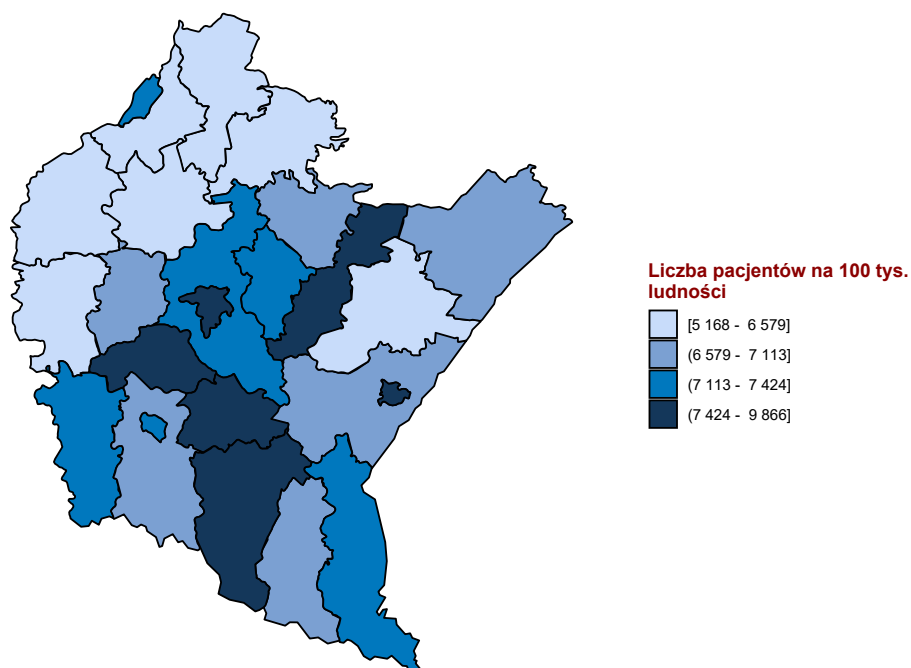 Liczba pacjentów na 100 tys.
ludności
[5 168 - 6 579]
(6 579 - 7 113]
(7 113 - 7 424]
(7 424 - 9 866]